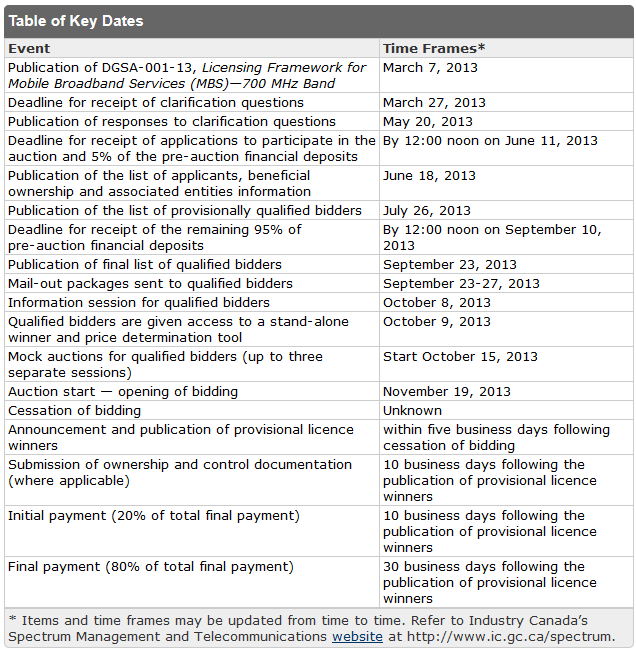 Table of Key Dates
Event Time Frames*
Publication of DGSA-001-13, Licensing Framework for March 7, 2013
Mobile Broadband Services (MBS)—700 MHz Band
Deadline for receipt of clarification questions March 27, 2013
Publication of responses to clarification questions May 20, 2013
Deadline for receipt of applications to participate in the By 12:00 noon on June 11, 2013
auction and 5% of the pre-auction financial deposits
Publication of the list of applicants, beneficial June 18, 2013
ownership and associated entities information
Publication of the list of provisionally qualified bidders July 26, 2013
Deadline for receipt of the remaining 95% of By 12:00 noon on September 10,
pre-auction financial deposits 2013
Publication of final list of qualified bidders September 23, 2013
Mail-out packages sent to qualified bidders September 23-27, 2013
Information session for qualified bidders October 8, 2013
Qualified bidders are given access to a stand-alone October 9, 2013
winner and price determination tool
Mock auctions for qualified bidders (up to three Start October 15, 2013
separate sessions)
Auction start — opening of bidding November 19, 2013
Cessation of bidding Unknown
Announcement and publication of provisional licence within five business days following
winners cessation of bidding
Submission of ownership and control documentation 10 business days following the
(where applicable) publication of provisional licence
winners
Initial payment (20% of total final payment) 10 business days following the
publication of provisional licence
winners
Final payment (80% of total final payment) 30 business days following the
publication of provisional licence
winners
* Items and time frames may be updated from time to time. Refer to Industry Canada's
Spectrum Management and Telecommunications website at http://www.ic.gc.ca/spectrum.